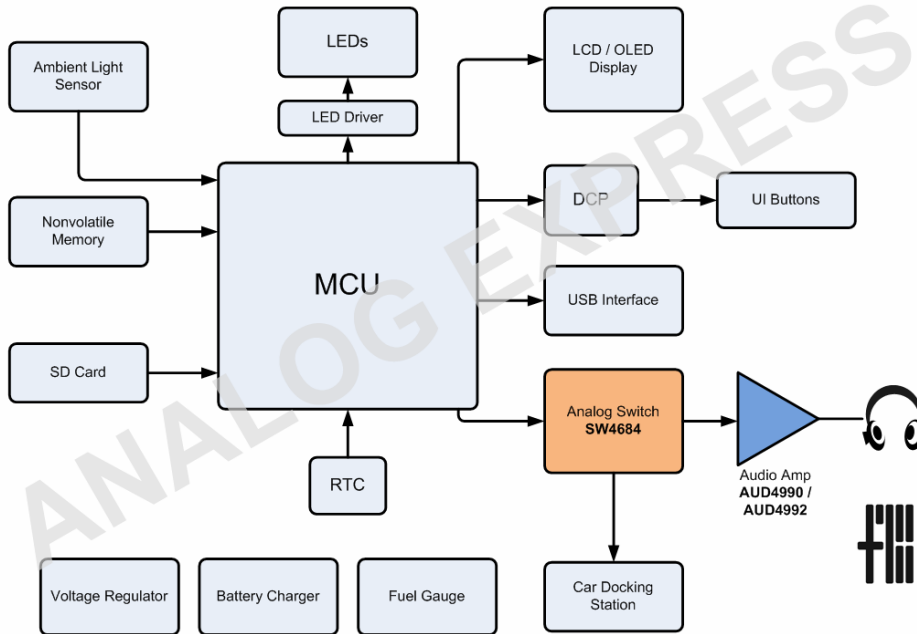 LEDs
LCD / OLED
Display
Ambient Light
Sensor
LED Driver
Nonvolatile
Memory
MCU
DCP
UI Buttons
USB Interface
SD Card
Analog Switch
SW4684
Audio Amp
AUD4990 /
AUD4992
RTC
Voltage Regulator
Battery Charger
Fuel Gauge
Car Docking
Station
ANALOG EXPRESS